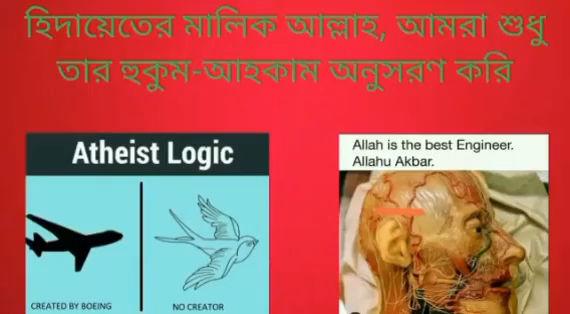 হিদায়েতের মালিক আল্লাহ, আমরা শুধু
তার হুকুম-আহকাম অনুসরণ করি
Atheist Logic
CREATED BY BOEING
NO CREATOR
Allah is the best Engineer.
Allahu Akbar.